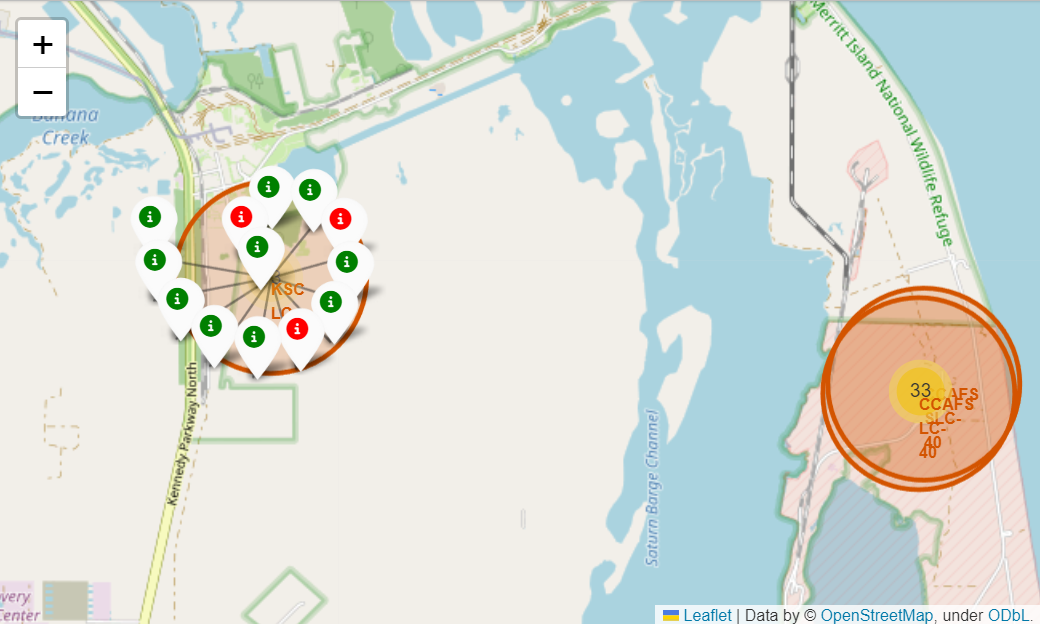 +
−
Banana
Creek
Merritt Island National Wildlife Refuge
KSC
LC-
Kennedy Parkway North
Saturn Barge Channel
33
CCAFS
SLC-
40
CCAFS
LC-
40
very
Center
Leaflet | Data by © OpenStreetMap, under ODbL.